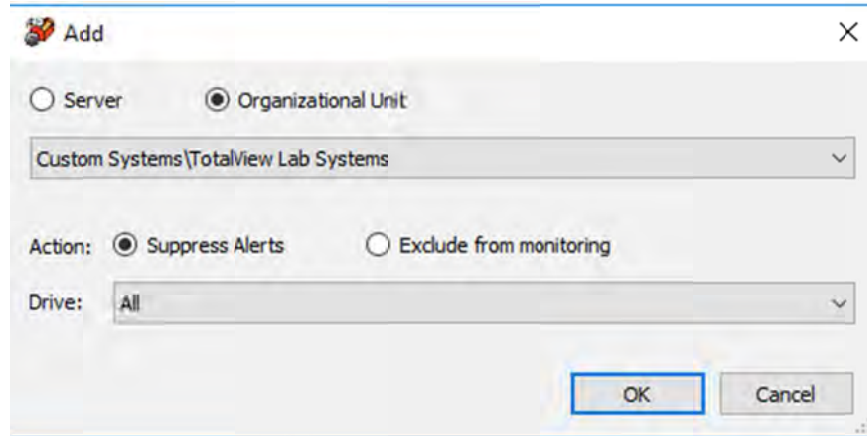 Add
Server Organizational Unit
Custom Systems\TotalView Lab Systems
Action: Suppress Alerts Exclude from monitoring
Drive: All
OK Cancel